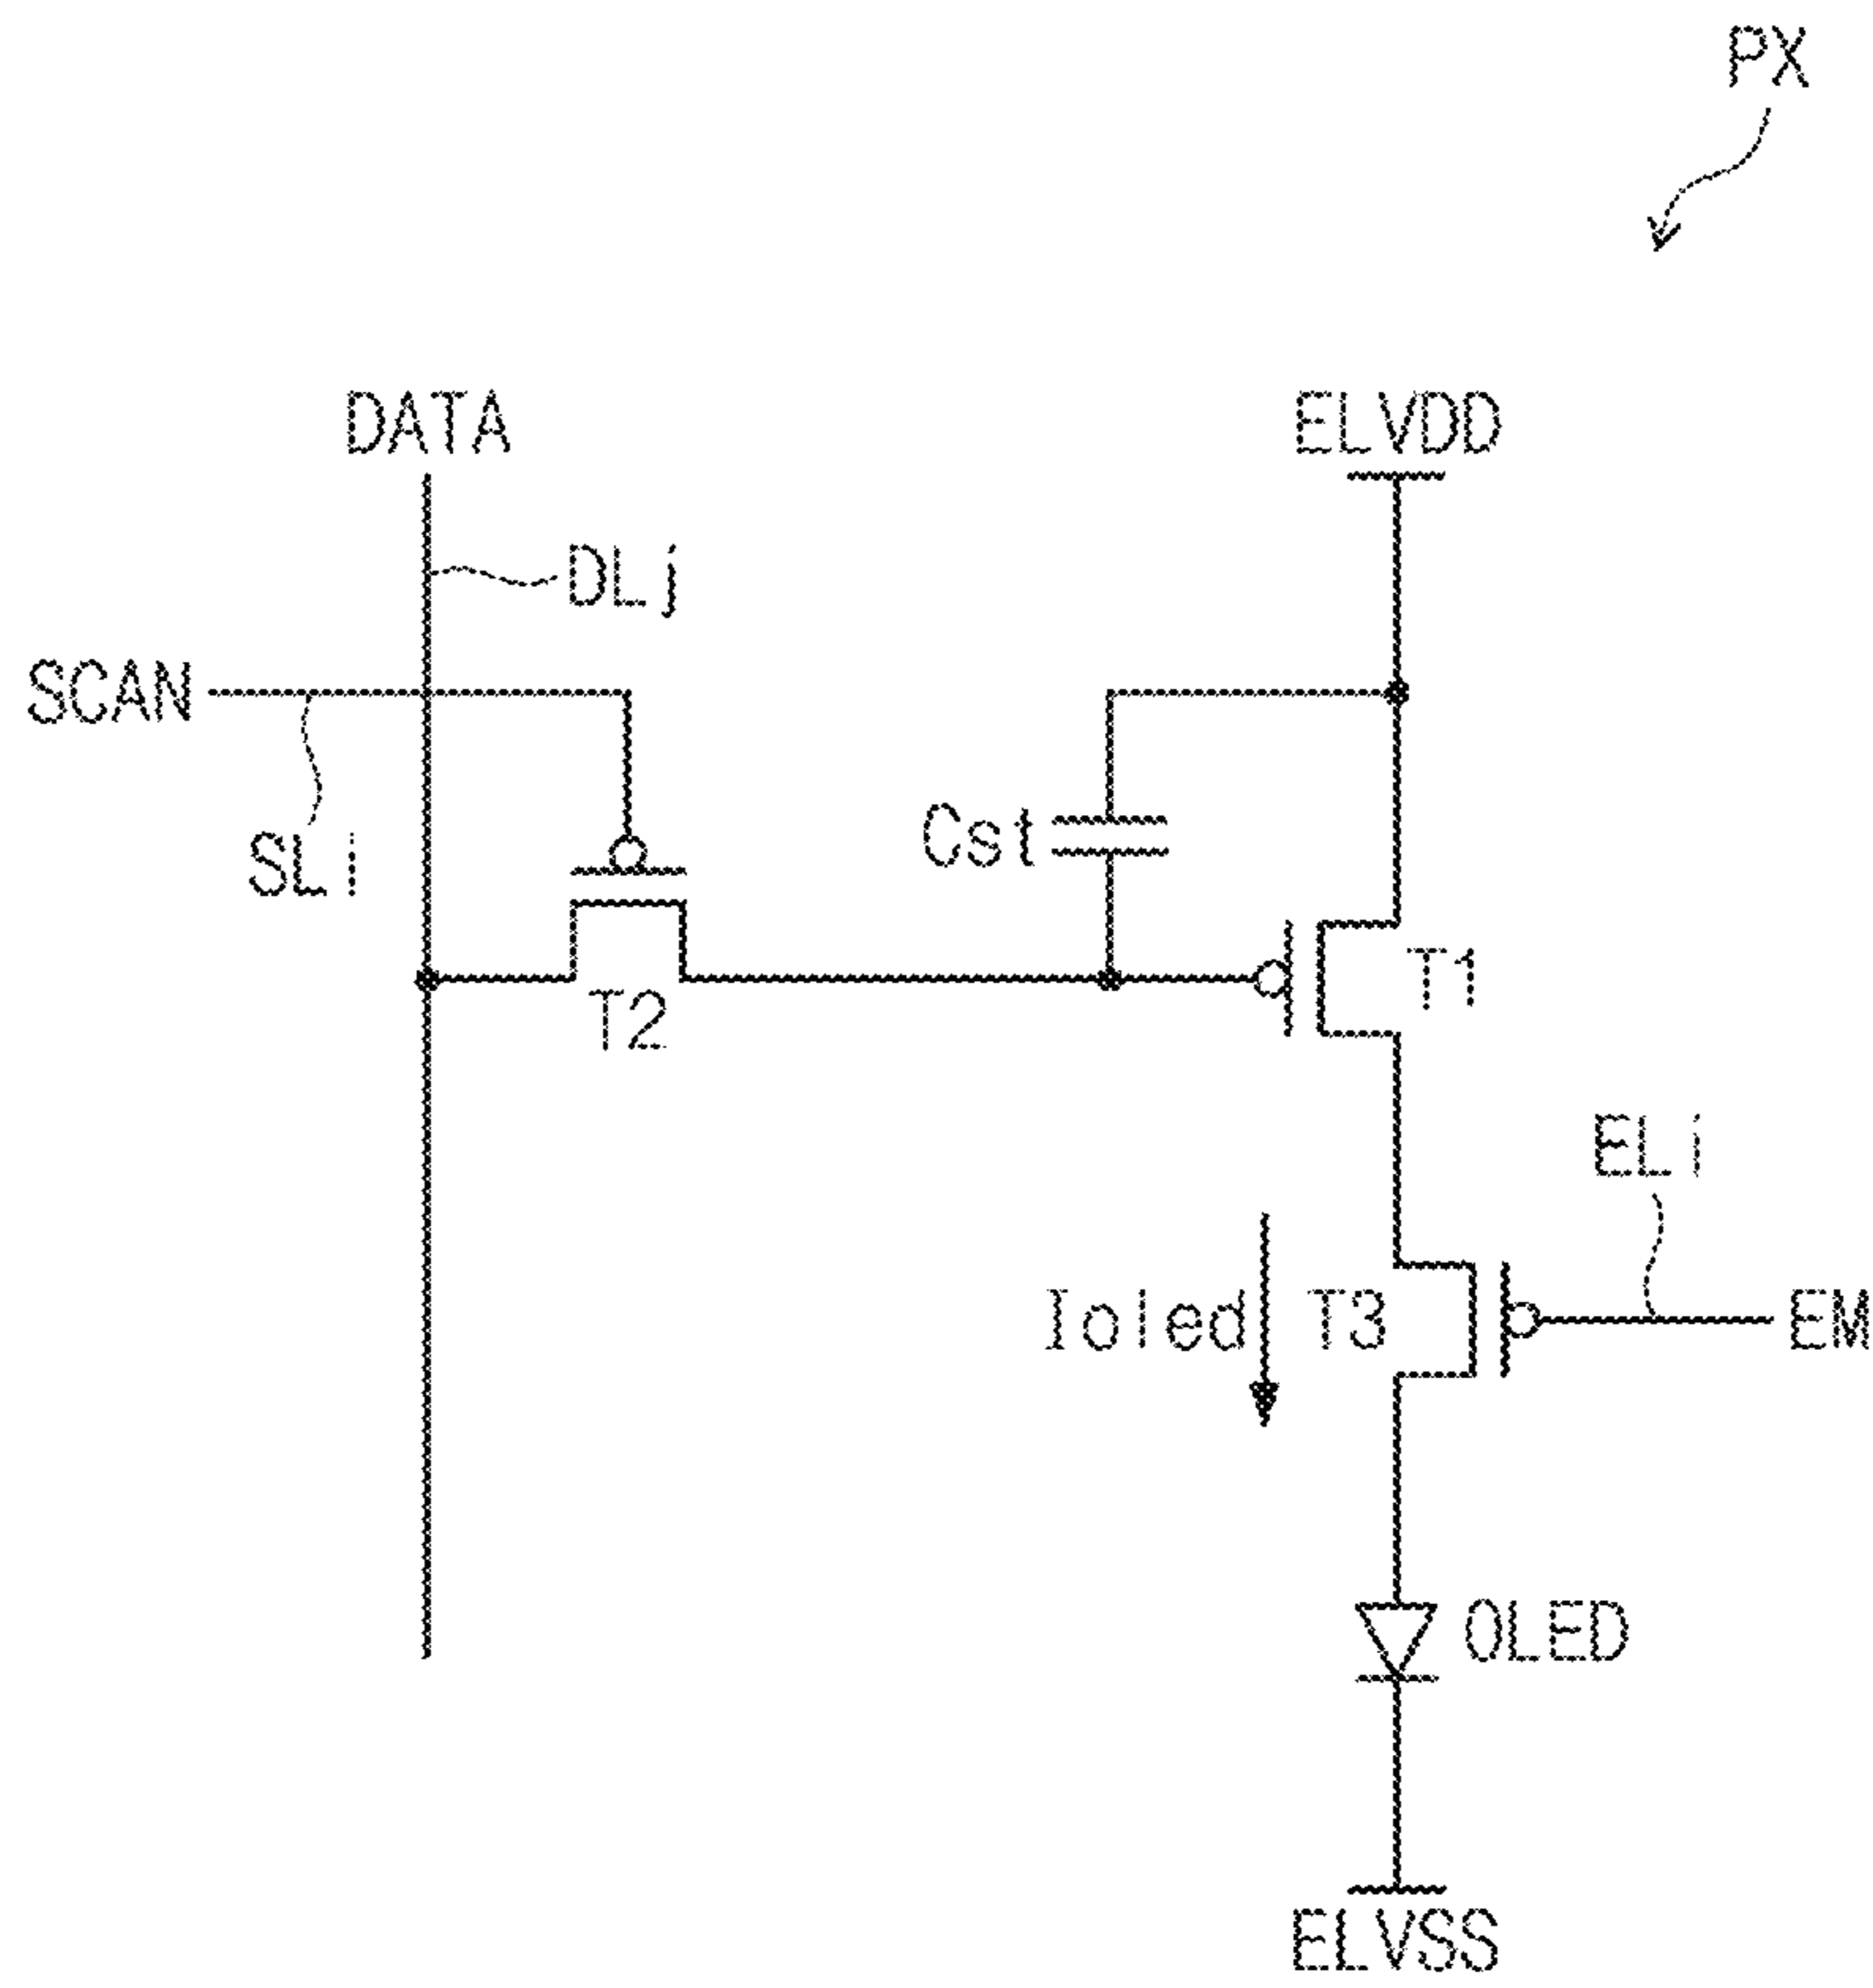 PX
DATA
ELVDD
DLj
SCAN
SLi
Cst
T1
T2
ELi
Ioled
T3
EM
OLED
ELVSS